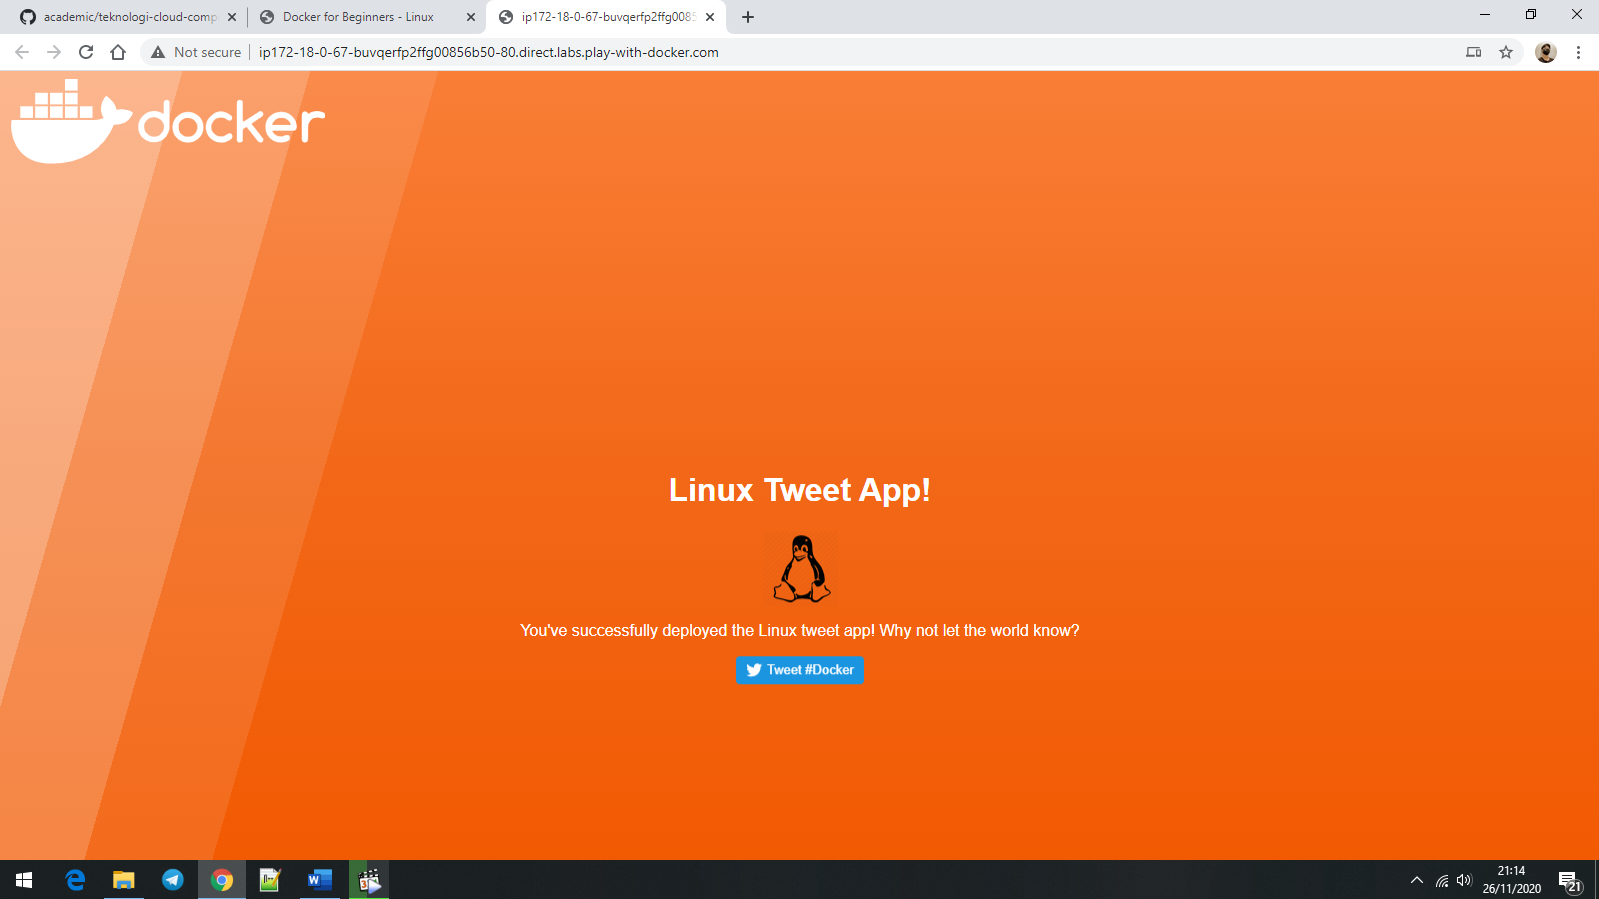 academic/teknologi-cloud-comp
Docker for Beginners - Linux
ip172-18-0-67-buvqerfp2ffg0085
Not secure
ip172-18-0-67-buvqerfp2ffg00856b50-80.direct.labs.play-with-docker.com
docker
Linux Tweet App!
You've successfully deployed the Linux tweet app! Why not let the world know?
Tweet #Docker
21:14
26/11/2020
21